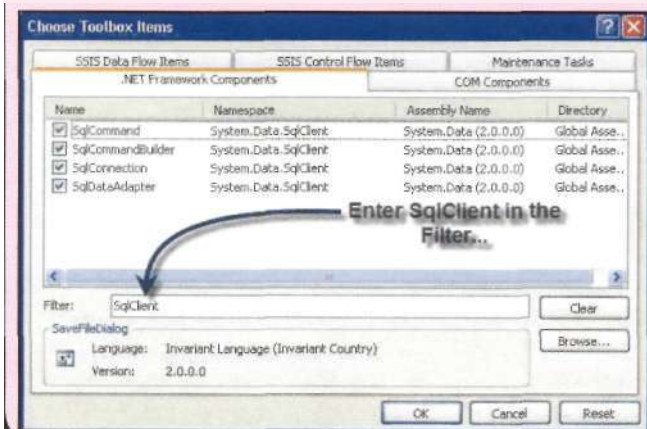 Choose Toolbox Items
SSIS Data Flow Items SSIS Control Flow Items Maintenance Tasks
.NET Framework Components COM Components
Name Namespace Assembly Name Directory
SqlCommand System.Data.SqlClient System.Data (2.0.0.0) Global Asse..
SqlCommandBuilder System.Data.SqlClient System.Data (2.0.0.0) Global Asse..
SqlConnection System.Data.SqlClient System.Data (2.0.0.0) Global Asse..
SqlDataAdapter System.Data.SqlClient System.Data (2.0.0.0) Global Asse..
Enter SqlClient in the
Filter...
Filter: SqlClient Clear
SaveFileDialog
Browse...
Language: Invariant Language (Invariant Country)
Version: 2.0.0.0
OK Cancel Reset